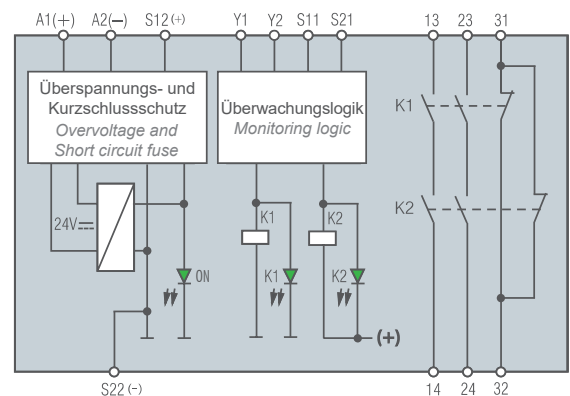 A1(+) A2(−) S12(+) Y1 Y2 S11 S21 13 23 31
Überspannungs- und
Kurzschlussschutz
Overvoltage and
Short circuit fuse
Überwachungslogik
Monitoring logic
K1
24V
K1
K2
K2
ON
K1
K2
(+)
S22(−)
14 24 32